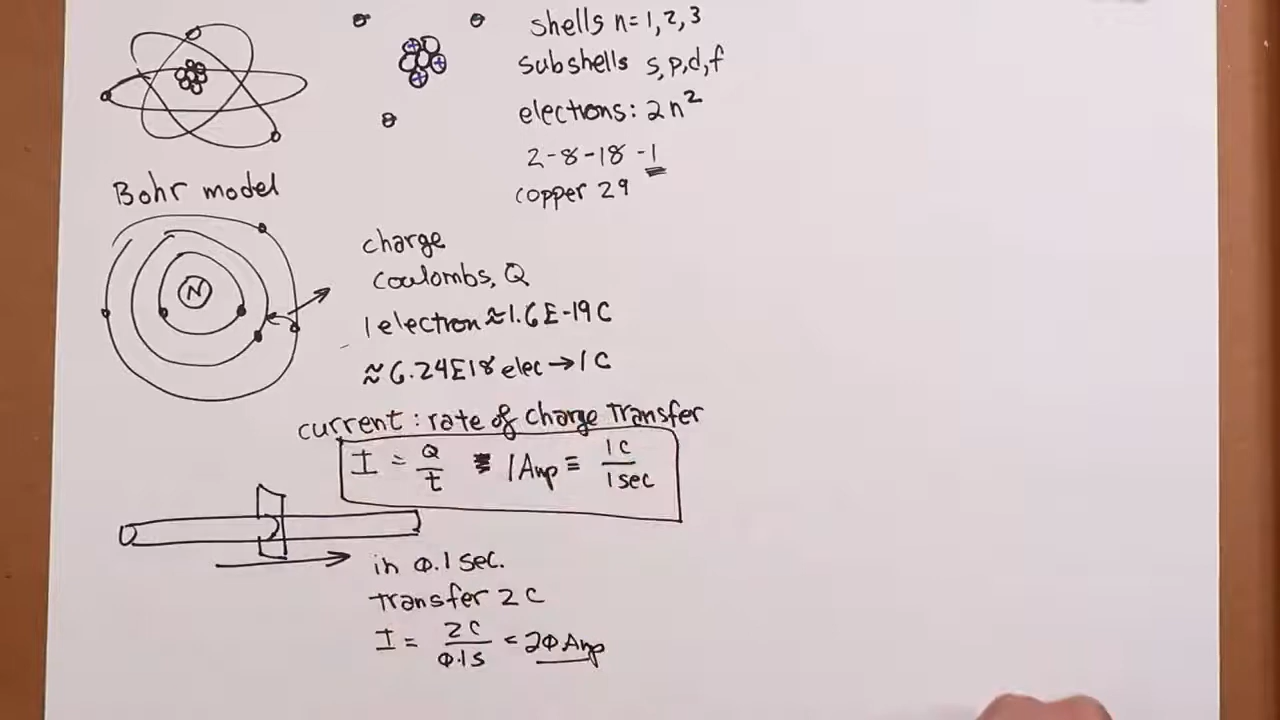 shells n=1,2,3
subshells s,p,d,f
elections: 2n²
2-8-18-1
copper 29
Bohr model
N
charge
Coulombs, Q
1 electron ≈ 1.6E-19C
≈ 6.24E18 elec → 1 C
current: rate of charge transfer
I = Q/t 1 Amp ≡ 1C/1sec
in 0.1 sec.
transfer 2 C
I = 2C/0.1s = 20 Amp